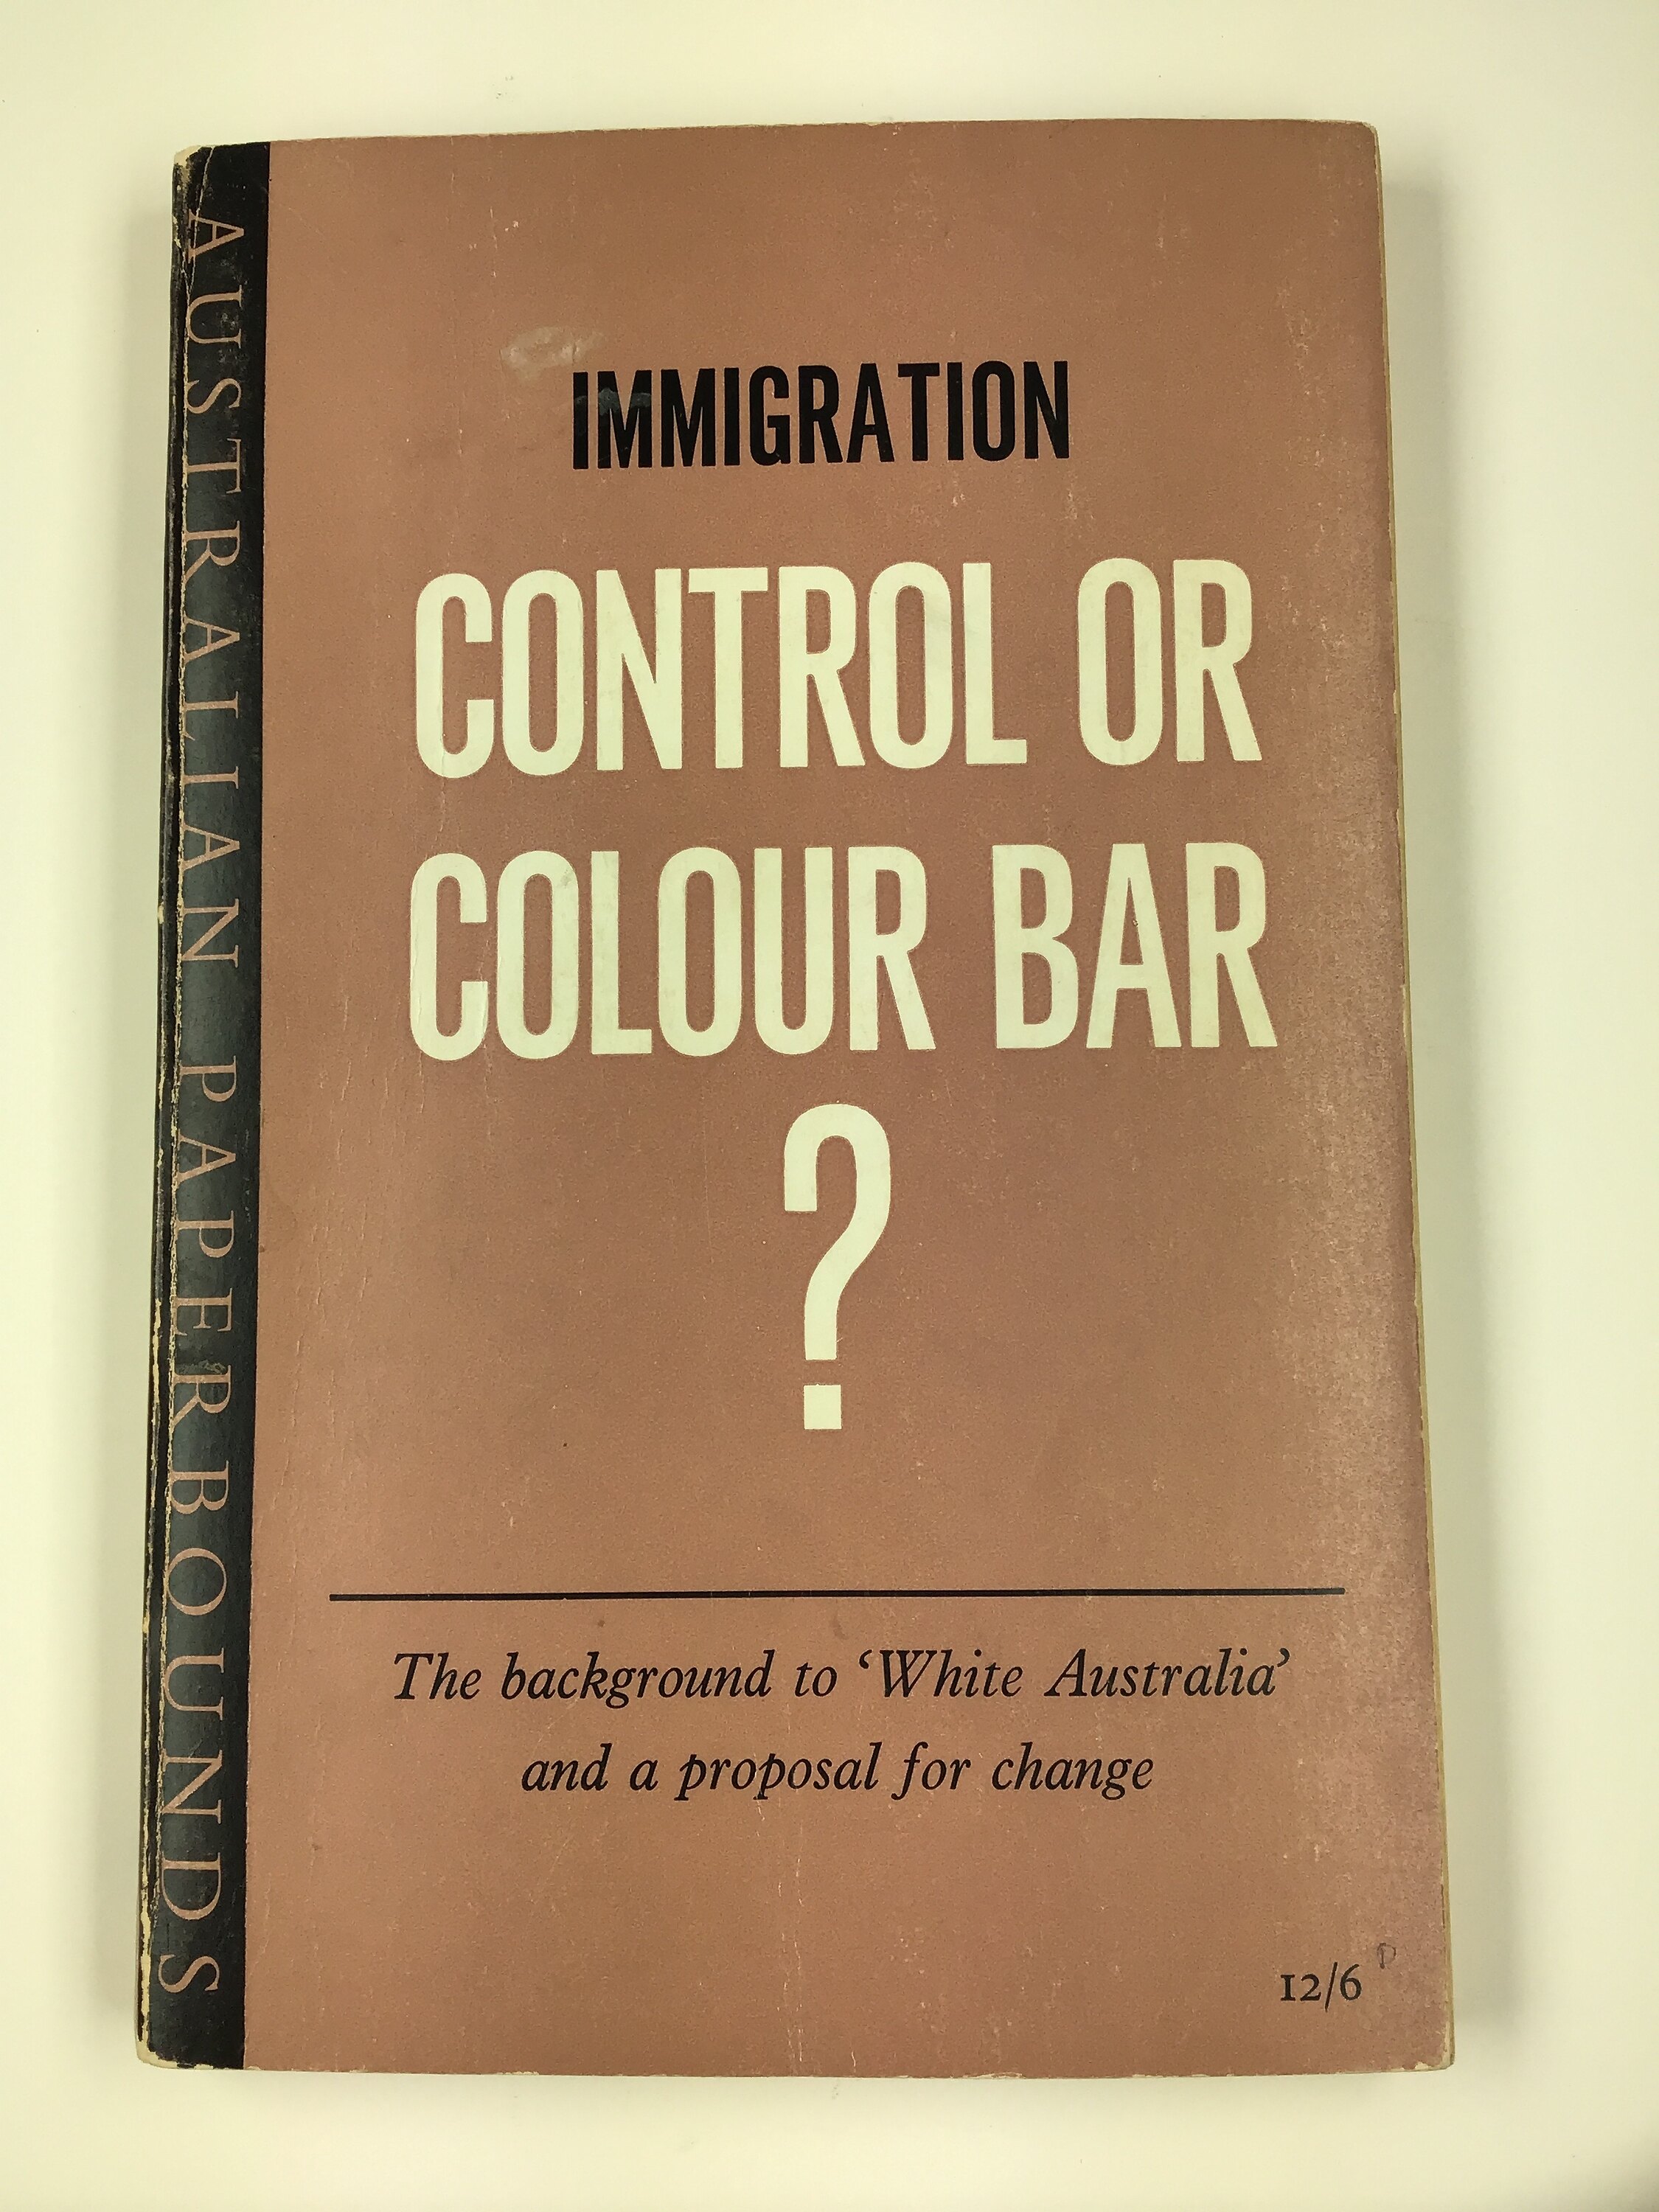 AUSTRALIAN PAPERBOUNDS
IMMIGRATION
CONTROL OR
COLOUR BAR
?
The background to ‘White Australia’
and a proposal for change
12/6
D